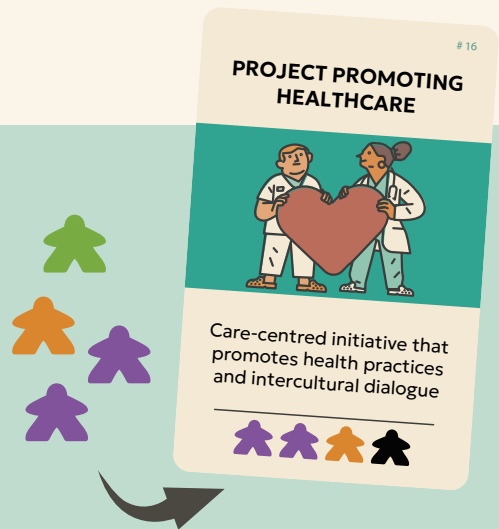 # 16
PROJECT PROMOTING
HEALTHCARE
Care-centred initiative that
promotes health practices
and intercultural dialogue